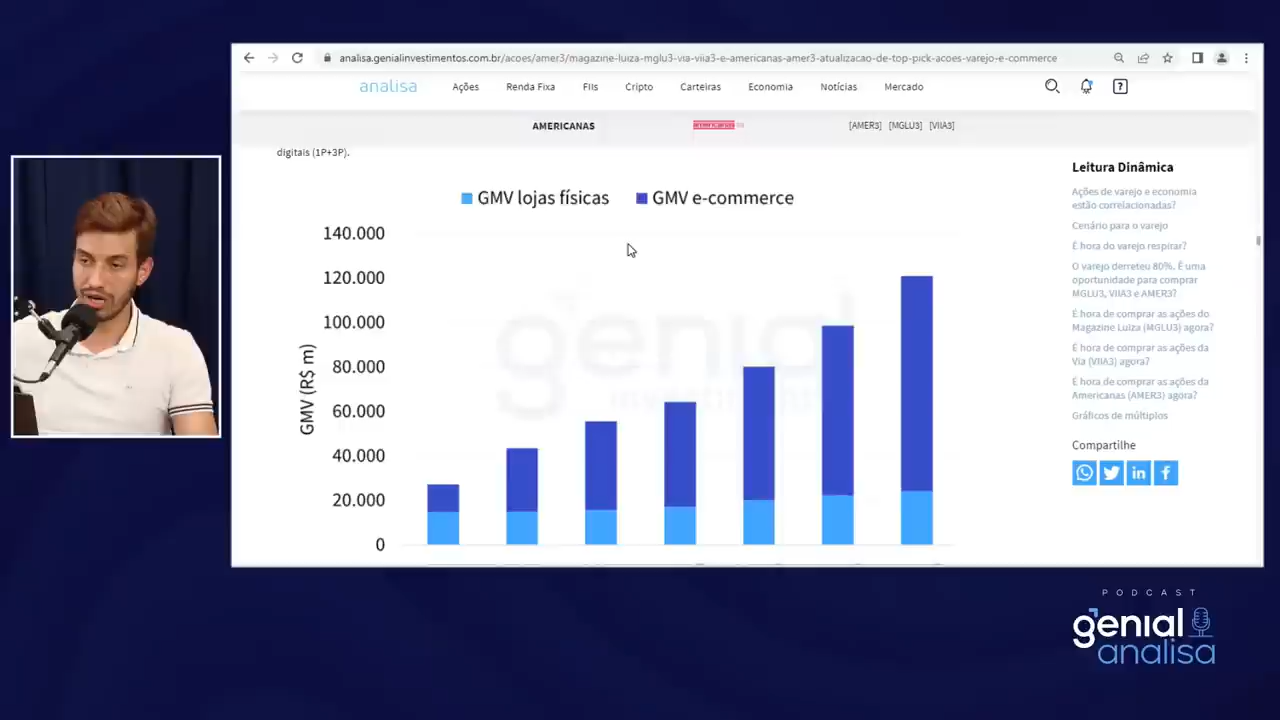 analisa.genialinvestimentos.com.br/acoes/amer3/magazine-luiza-mglu3-via-viia3-e-americanas-amer3-atualizacao-de-top-pick-acoes-varejo-e-commerce
analisa
Ações
Renda Fixa
FIIs
Cripto
Carteiras
Economia
Notícias
Mercado
AMERICANAS
americanas
[AMER3] [MGLU3] [VIIA3]
digitais (1P+3P).
GMV lojas físicas
GMV e-commerce
GMV (R$ m)
140.000
120.000
100.000
80.000
60.000
40.000
20.000
0
genial
investimentos
Leitura Dinâmica
Ações de varejo e economia
estão correlacionadas?
Cenário para o varejo
É hora do varejo respirar?
O varejo derreteu 80%. É uma
oportunidade para comprar
MGLU3, VIIA3 e AMER3?
É hora de comprar as ações do
Magazine Luiza (MGLU3) agora?
É hora de comprar as ações da
Via (VIIA3) agora?
É hora de comprar as ações da
Americanas (AMER3) agora?
Gráficos de múltiplos
Compartilhe
PODCAST
genial
analisa